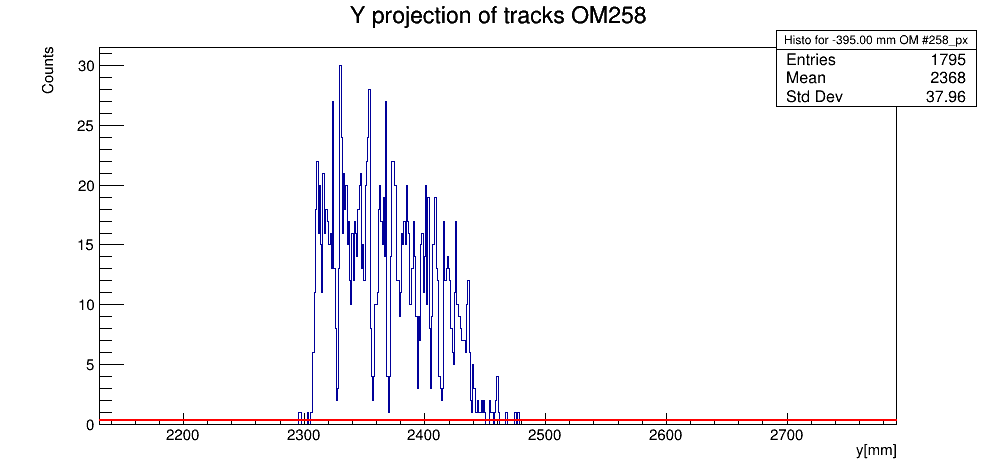 Y projection of tracks OM258
Histo for -395.00 mm OM #258_px
Entries 1795
Mean 2368
Std Dev 37.96
Counts
30
25
20
15
10
5
0
2200 2300 2400 2500 2600 2700
y[mm]